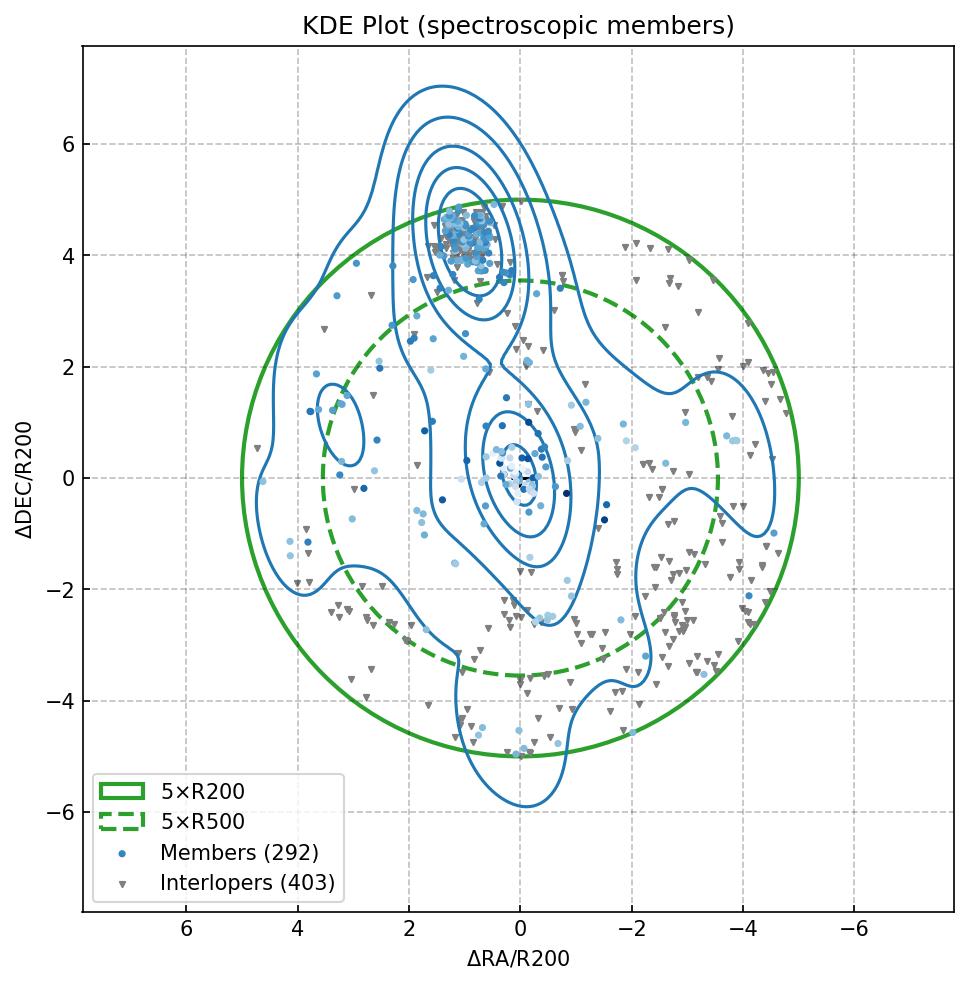 KDE Plot (spectroscopic members)
ΔDEC/R200
6
4
2
0
−2
−4
−6
5×R200
5×R500
Members (292)
Interlopers (403)
6 4 2 0 −2 −4 −6
ΔRA/R200